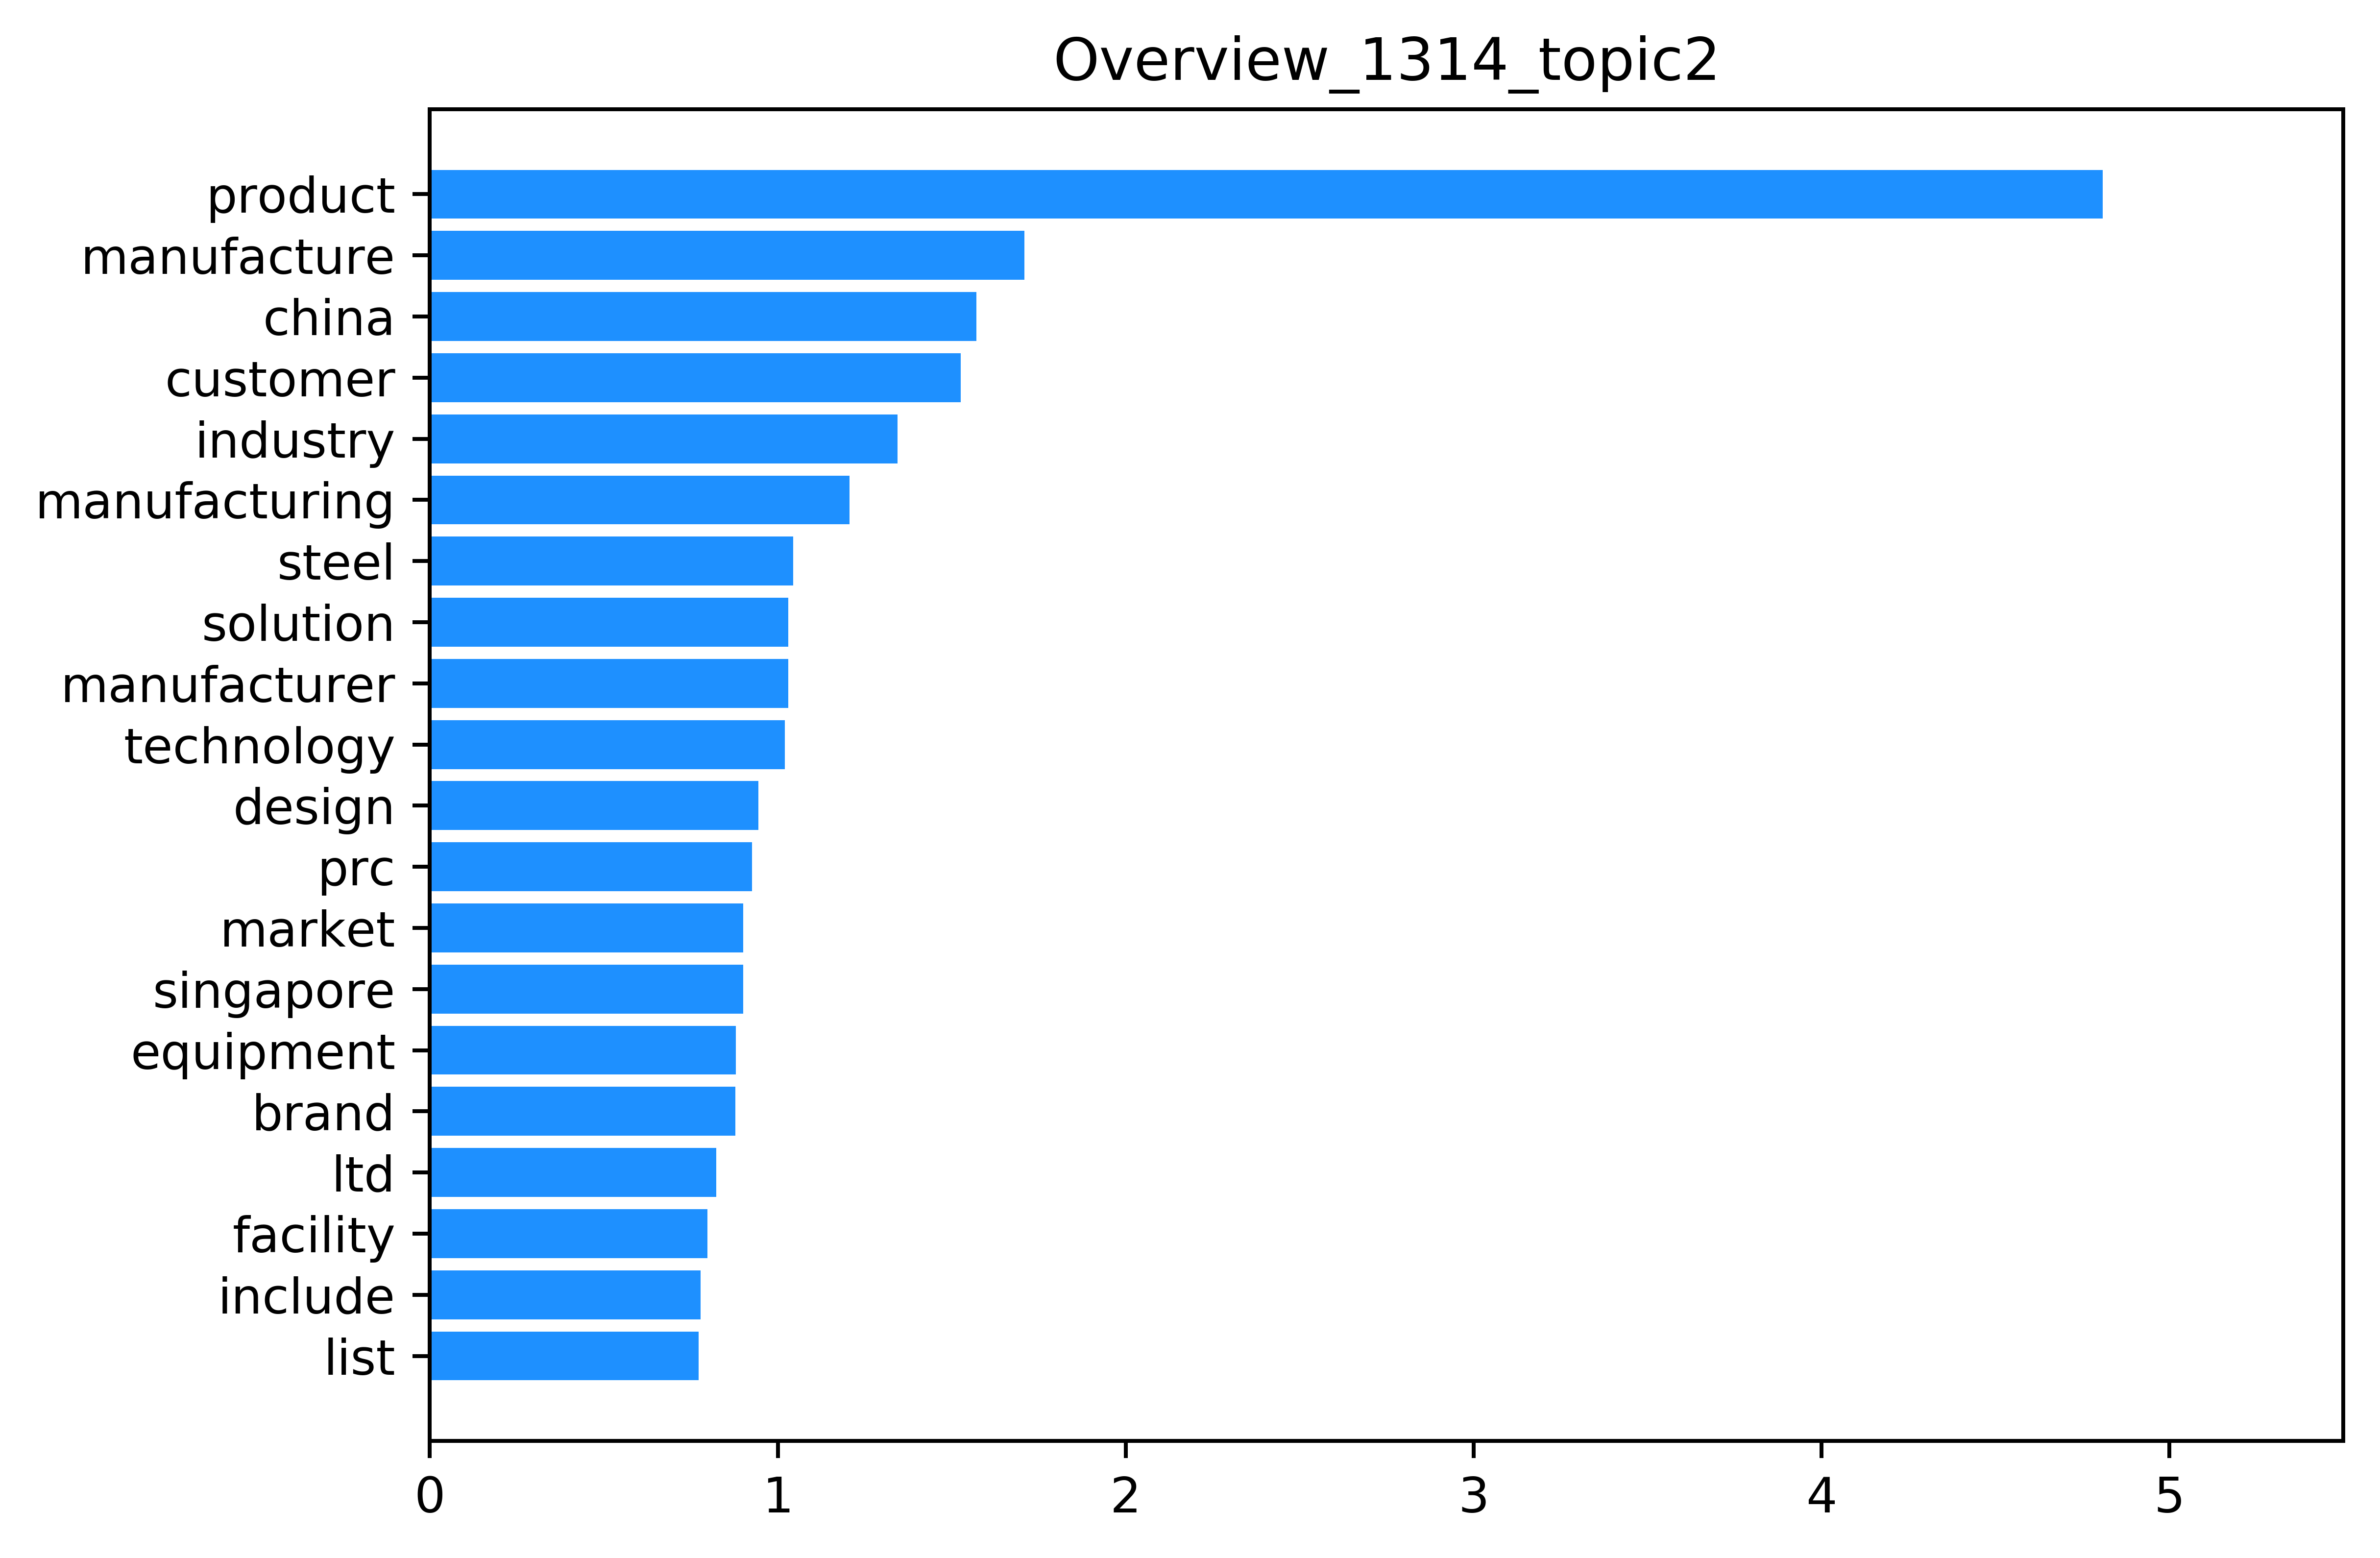 Overview_1314_topic2
product
manufacture
china
customer
industry
manufacturing
steel
solution
manufacturer
technology
design
prc
market
singapore
equipment
brand
ltd
facility
include
list
0 1 2 3 4 5